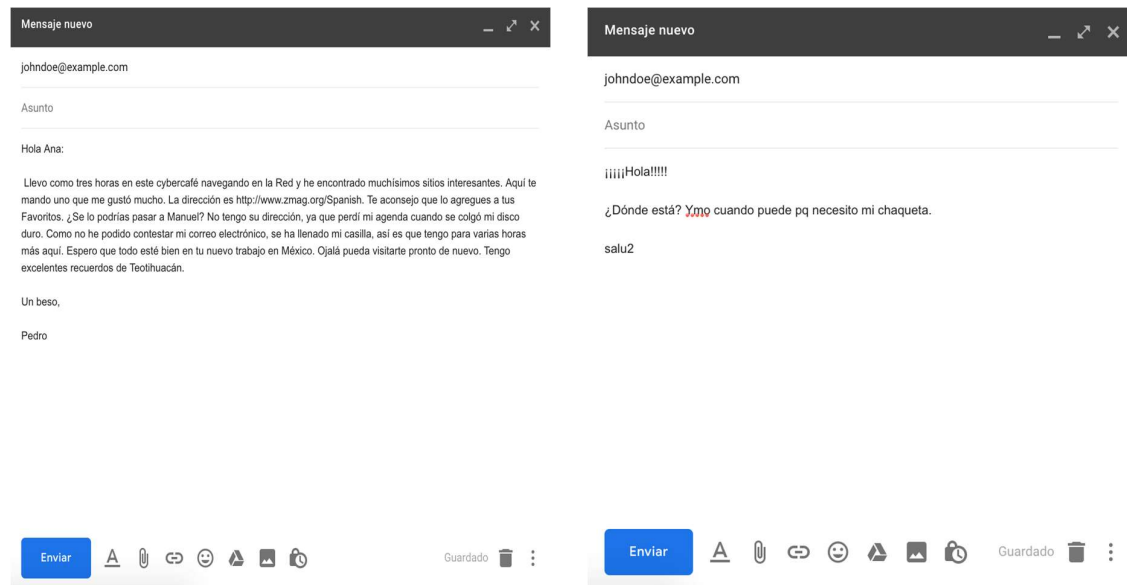 Mensaje nuevo
johndoe@example.com
Asunto
Hola Ana:
Llevo como tres horas en este cybercafé navegando en la Red y he encontrado muchísimos sitios interesantes. Aquí te
mando uno que me gustó mucho. La dirección es http://www.zmag.org/Spanish. Te aconsejo que lo agregues a tus
Favoritos. ¿Se lo podrías pasar a Manuel? No tengo su dirección, ya que perdí mi agenda cuando se colgó mi disco
duro. Como no he podido contestar mi correo electrónico, se ha llenado mi casilla, así es que tengo para varias horas
más aquí. Espero que todo esté bien en tu nuevo trabajo en México. Ojalá pueda visitarte pronto de nuevo. Tengo
excelentes recuerdos de Teotihuacán.
Un beso,
Pedro
Enviar
Guardado
Mensaje nuevo
johndoe@example.com
Asunto
¡¡¡¡¡Hola!!!!!
¿Dónde está? Ymo cuando puede pq necesito mi chaqueta.
salu2
Enviar
Guardado